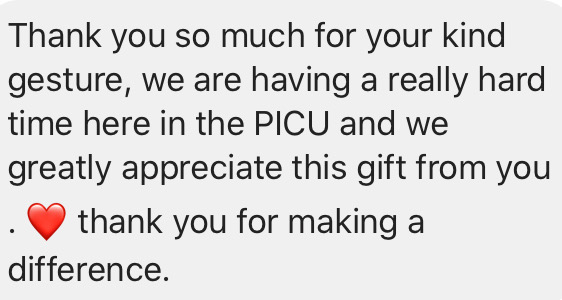 Thank you so much for your kind
gesture, we are having a really hard
time here in the PICU and we
greatly appreciate this gift from you
. ❤️ thank you for making a
difference.